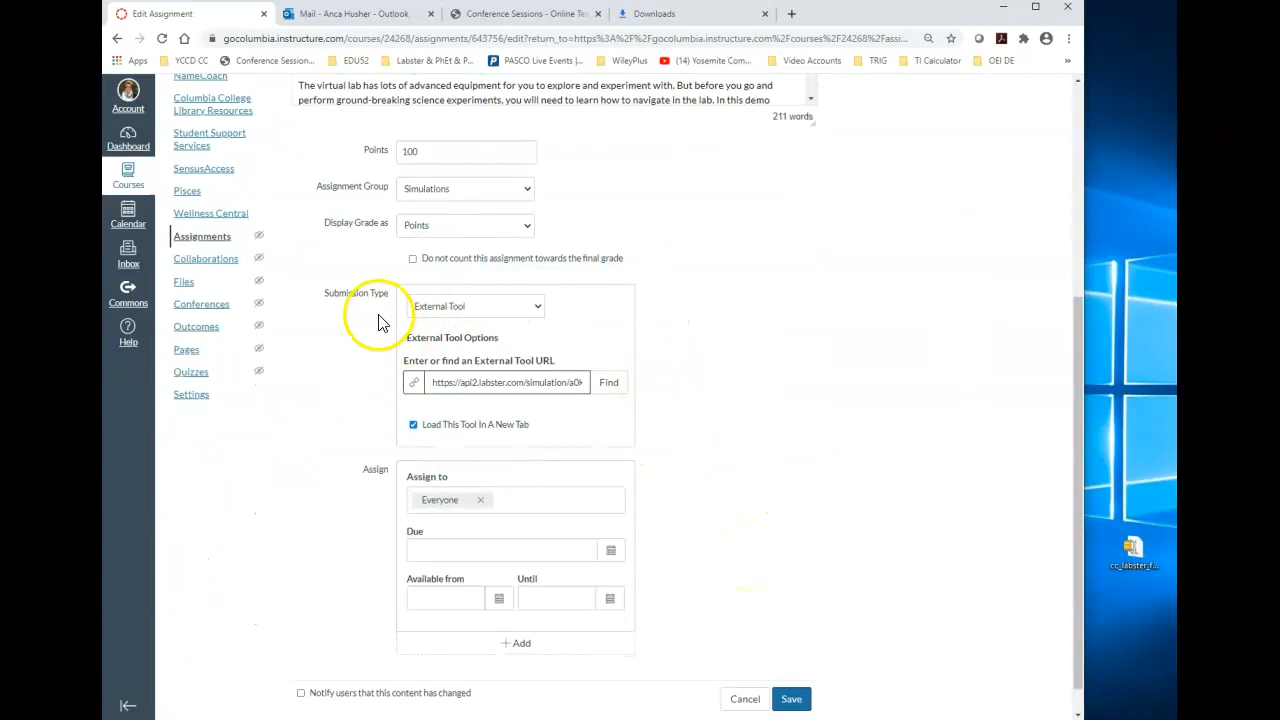 Edit Assignment
Mail - Anca Husher - Outlook
Conference Sessions - Online Te
Downloads
gocolumbia.instructure.com/courses/24268/assignments/643756/edit?return_to=https%3A%2F%2Fgocolumbia.instructure.com%2Fcourses%2F24268%2Fassi...
Apps
YCCD CC
Conference Session...
EDU52
Labster & PhEt & P...
PASCO Live Events |...
WileyPlus
(14) Yosemite Com...
Video Accounts
TRIG
TI Calculator
OEI DE
Account
Dashboard
Courses
Calendar
Inbox
Commons
Help
NameCoach
Columbia College
Library Resources
Student Support
Services
SensusAccess
Pisces
Wellness Central
Assignments
Collaborations
Files
Conferences
Outcomes
Pages
Quizzes
Settings
The virtual lab has lots of advanced equipment for you to explore and experiment with. But before you go and
perform ground-breaking science experiments, you will need to learn how to navigate in the lab. In this demo
211 words
Points
100
Assignment Group
Simulations
Display Grade as
Points
Do not count this assignment towards the final grade
Submission Type
External Tool
External Tool Options
Enter or find an External Tool URL
https://api2.labster.com/simulation/a0k
Find
Load This Tool In A New Tab
Assign
Assign to
Everyone
Due
Available from
Until
+ Add
Notify users that this content has changed
Cancel
Save
cc_labster_f...